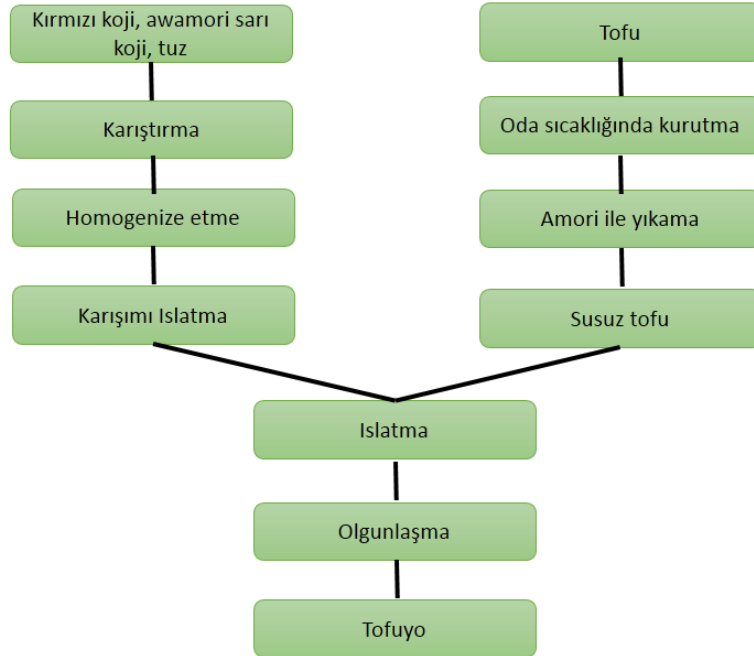 Kırmızı koji, awamori sarı
koji, tuz
Karıştırma
Homogenize etme
Karışımı Islatma
Tofu
Oda sıcaklığında kurutma
Amori ile yıkama
Susuz tofu
Islatma
Olgunlaşma
Tofuyo